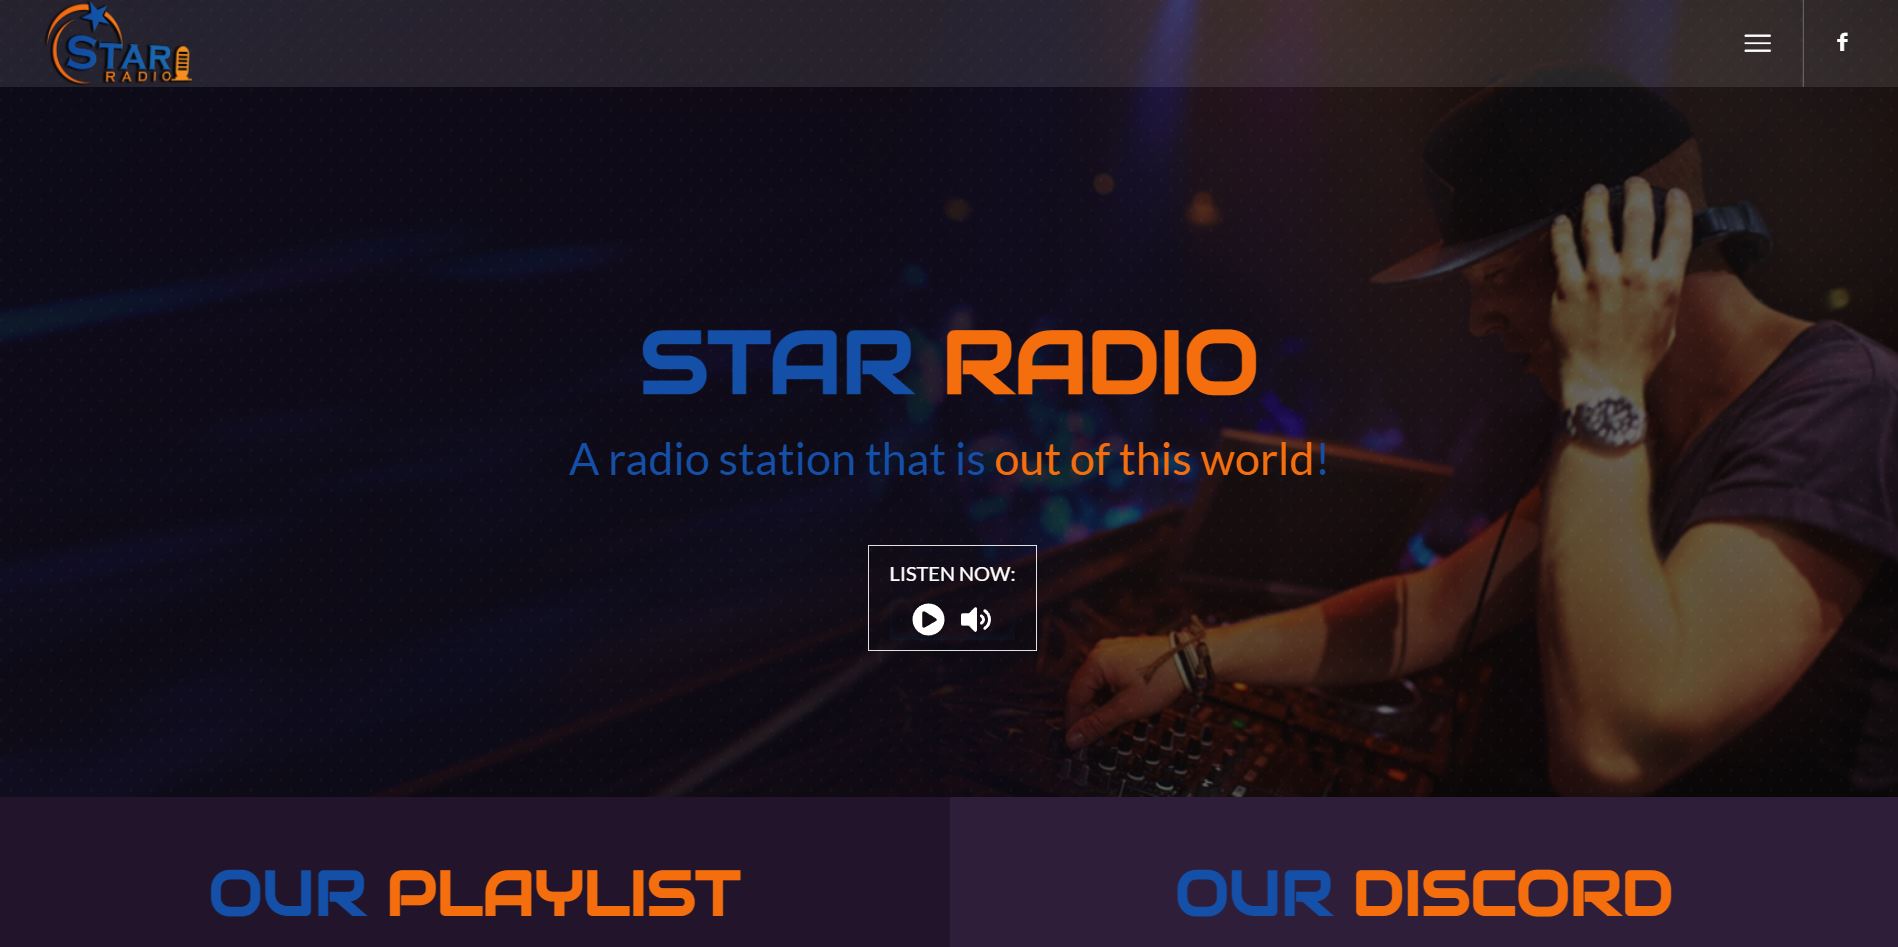 STAR
RADIO
STAR RADIO
A radio station that is out of this world!
LISTEN NOW:
OUR PLAYLIST
OUR DISCORD